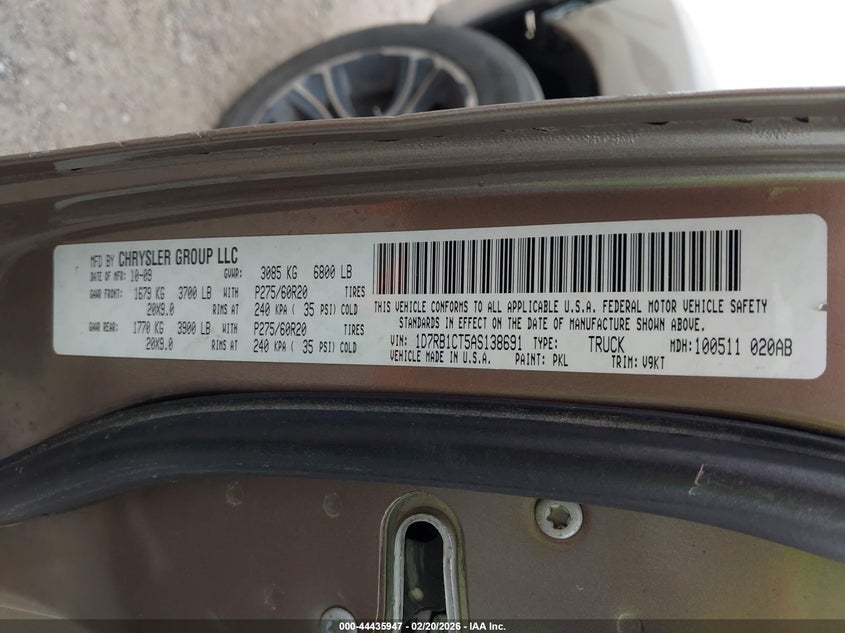 MFD BY CHRYSLER GROUP LLC
DATE OF MFR: 10-09 GVWR: 3085 KG 6800 LB
GAWR FRONT: 1679 KG 3700 LB WITH P275/60R20 TIRES
20X9.0 RIMS AT 240 KPA ( 35 PSI) COLD
GAWR REAR: 1770 KG 3900 LB WITH P275/60R20 TIRES
20X9.0 RIMS AT 240 KPA ( 35 PSI) COLD
THIS VEHICLE CONFORMS TO ALL APPLICABLE U.S.A. FEDERAL MOTOR VEHICLE SAFETY
STANDARDS IN EFFECT ON THE DATE OF MANUFACTURE SHOWN ABOVE.
VIN: 1D7RB1CT5AS138691 TYPE: TRUCK MDH: 100511 020AB
VEHICLE MADE IN U.S.A. PAINT: PKL TRIM: V9KT
000-44435947 - 02/20/2026 - IAA Inc.